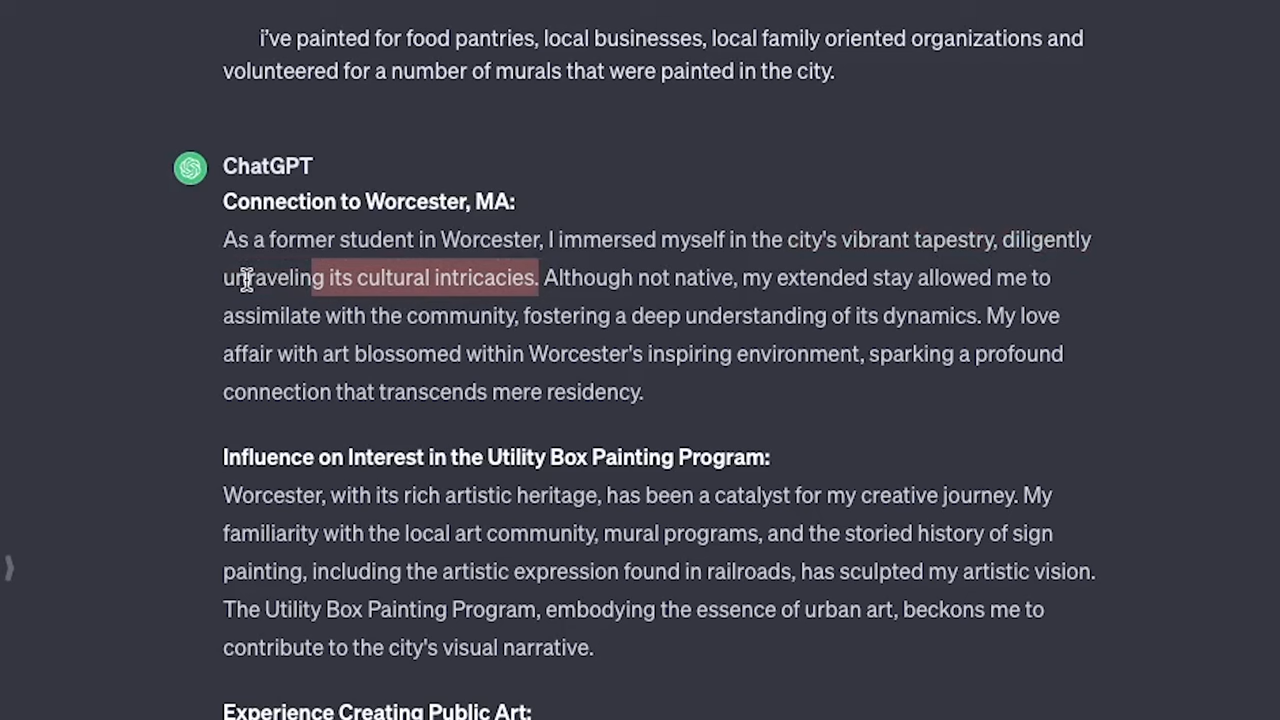 i've painted for food pantries, local businesses, local family oriented organizations and
volunteered for a number of murals that were painted in the city.
ChatGPT
Connection to Worcester, MA:
As a former student in Worcester, I immersed myself in the city's vibrant tapestry, diligently
unraveling its cultural intricacies. Although not native, my extended stay allowed me to
assimilate with the community, fostering a deep understanding of its dynamics. My love
affair with art blossomed within Worcester's inspiring environment, sparking a profound
connection that transcends mere residency.
Influence on Interest in the Utility Box Painting Program:
Worcester, with its rich artistic heritage, has been a catalyst for my creative journey. My
familiarity with the local art community, mural programs, and the storied history of sign
painting, including the artistic expression found in railroads, has sculpted my artistic vision.
The Utility Box Painting Program, embodying the essence of urban art, beckons me to
contribute to the city's visual narrative.
Experience Creating Public Art: